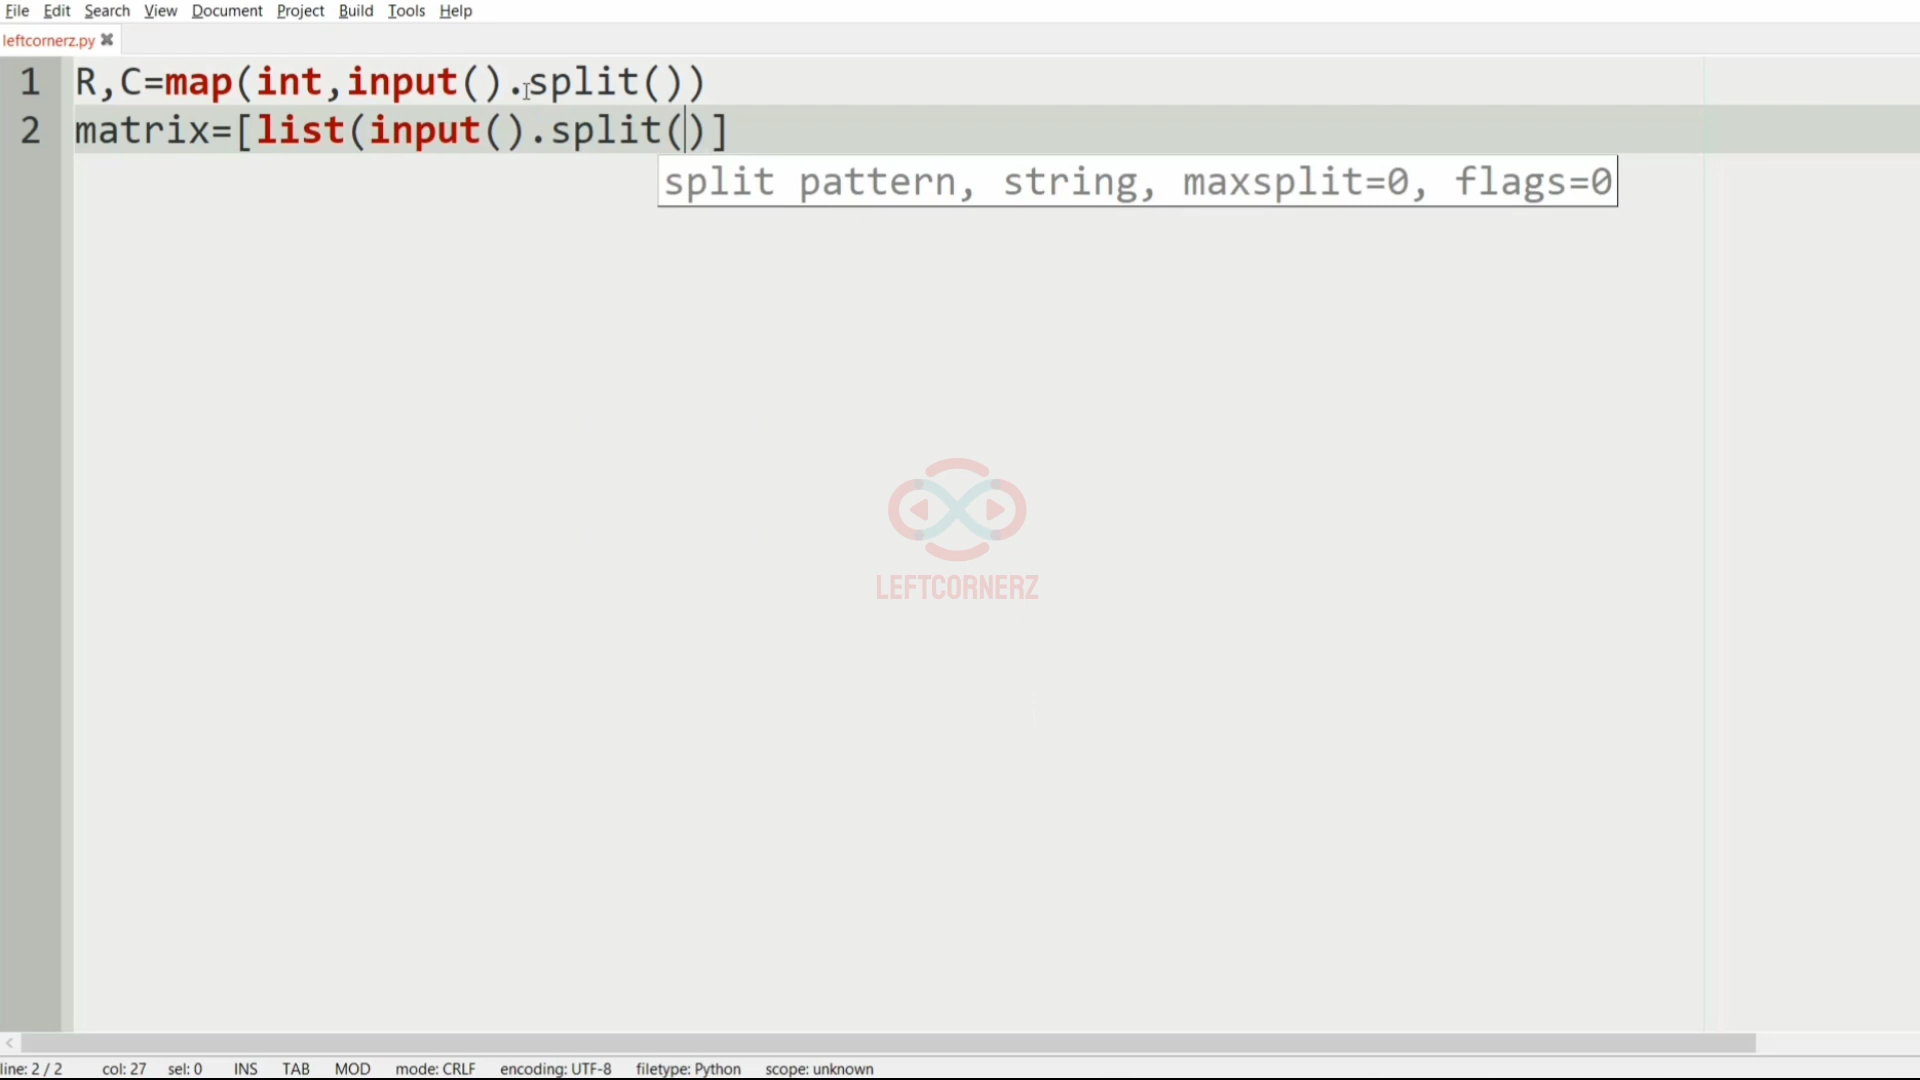 File Edit Search View Document Project Build Tools Help
leftcornerz.py
1 R,C=map(int,input().split())
2 matrix=[list(input().split()]
split pattern, string, maxsplit=0, flags=0
LEFTCORNERZ
line: 2 / 2 col: 27 sel: 0 INS TAB MOD mode: CRLF encoding: UTF-8 filetype: Python scope: unknown